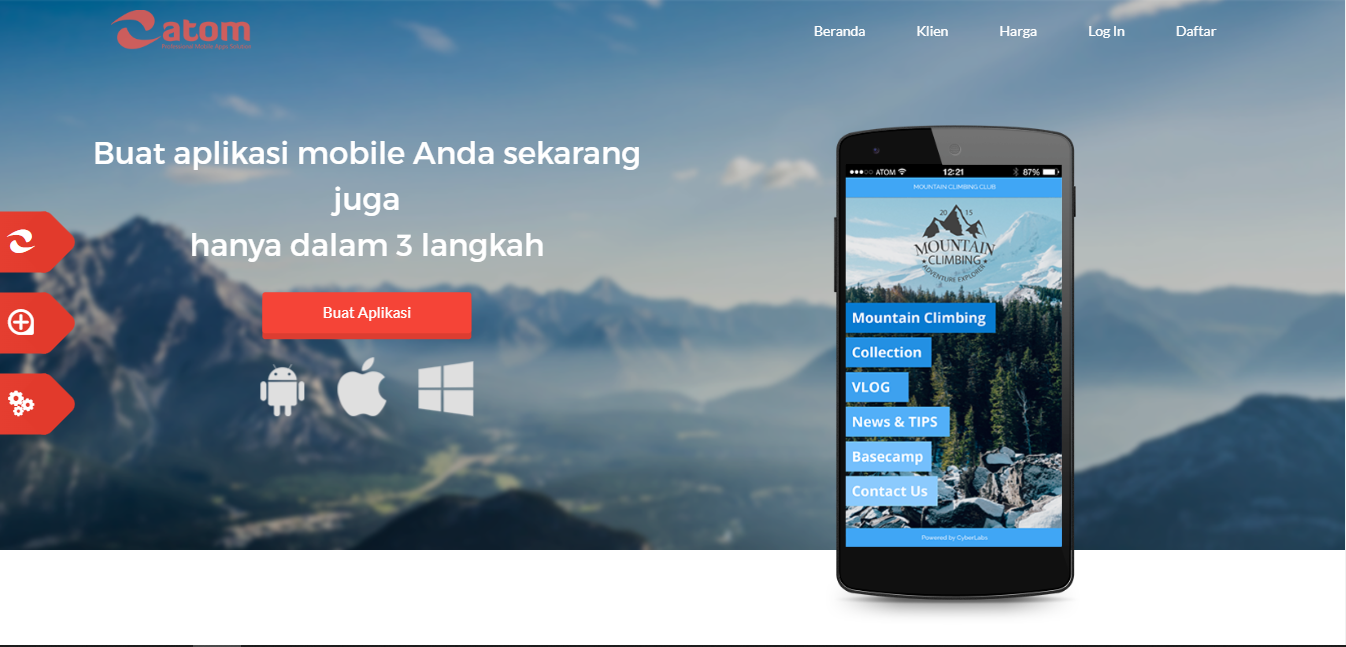 atom
Professional Mobile Apps Solution
Beranda
Klien
Harga
Log In
Daftar
Buat aplikasi mobile Anda sekarang
juga
hanya dalam 3 langkah
Buat Aplikasi
ATOM
12:21
87%
MOUNTAIN CLIMBING CLUB
20 15
MOUNTAIN
CLIMBING
ADVENTURE EXPLORER
Mountain Climbing
Collection
VLOG
News & TIPS
Basecamp
Contact Us
Powered by CyberLabs